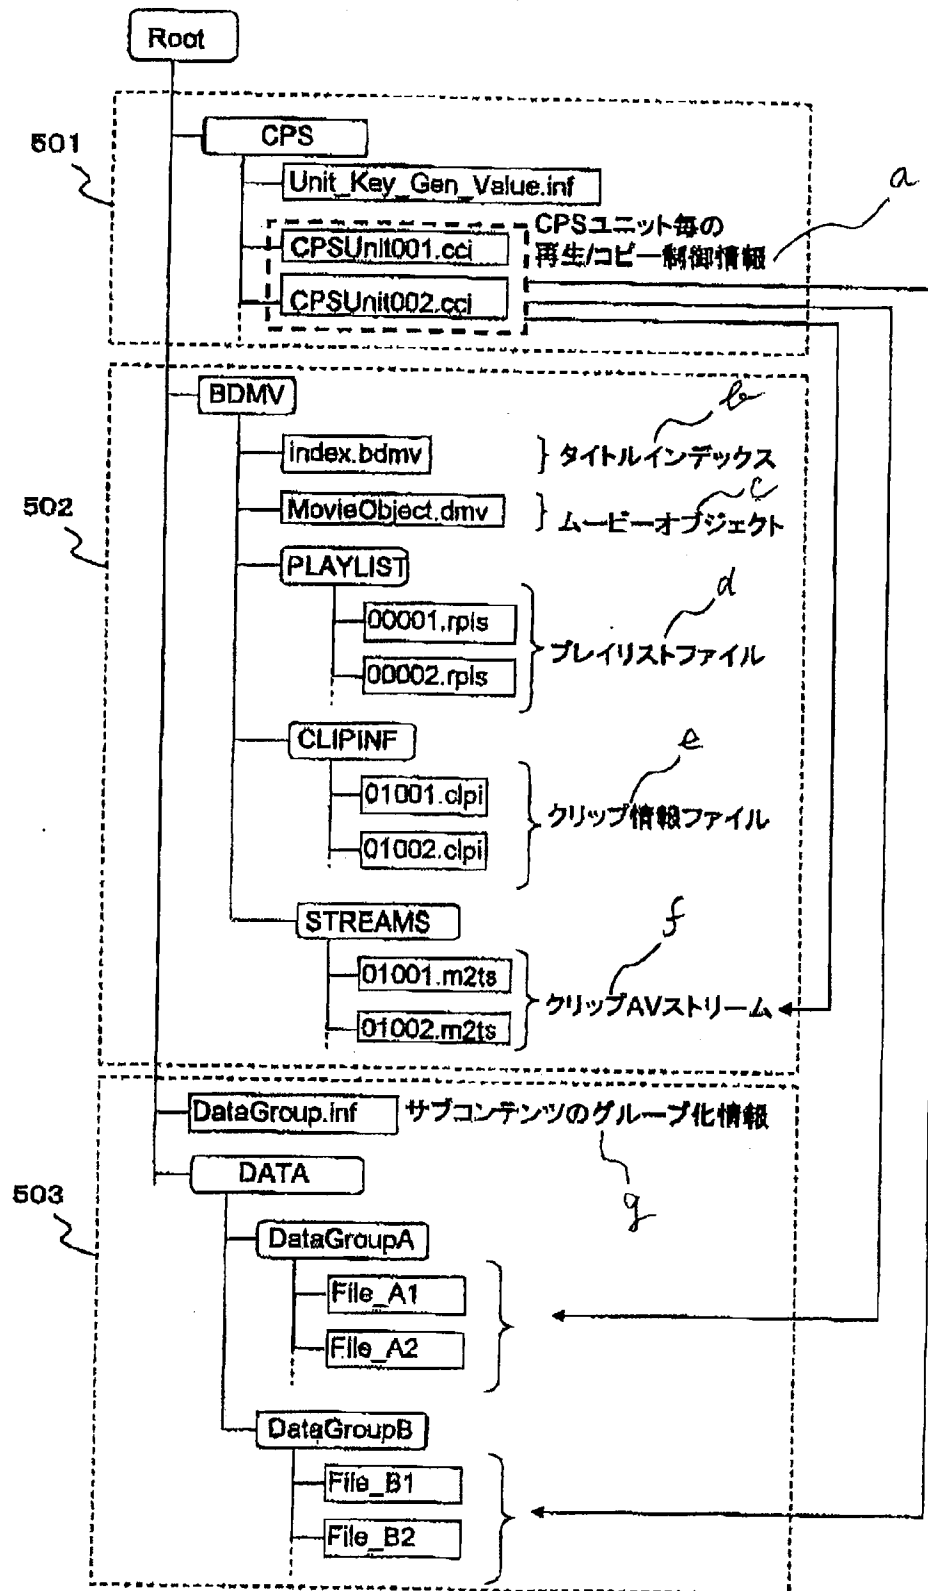 Root
501
CPS
Unit_Key_Gen_Value.inf
a
CPSユニット毎の
再生/コピー制御情報
CPSUnit001.cci
CPSUnit002.cci
502
BDMV
b
index.bdmv
タイトルインデックス
c
MovieObject.dmv
ムービーオブジェクト
PLAYLIST
d
00001.rpls
00002.rpls
プレイリストファイル
CLIPINF
e
01001.clpi
01002.clpi
クリップ情報ファイル
STREAMS
f
01001.m2ts
01002.m2ts
クリップAVストリーム
503
DataGroup.inf
サブコンテンツのグループ化情報
g
DATA
DataGroupA
File_A1
File_A2
DataGroupB
File_B1
File_B2